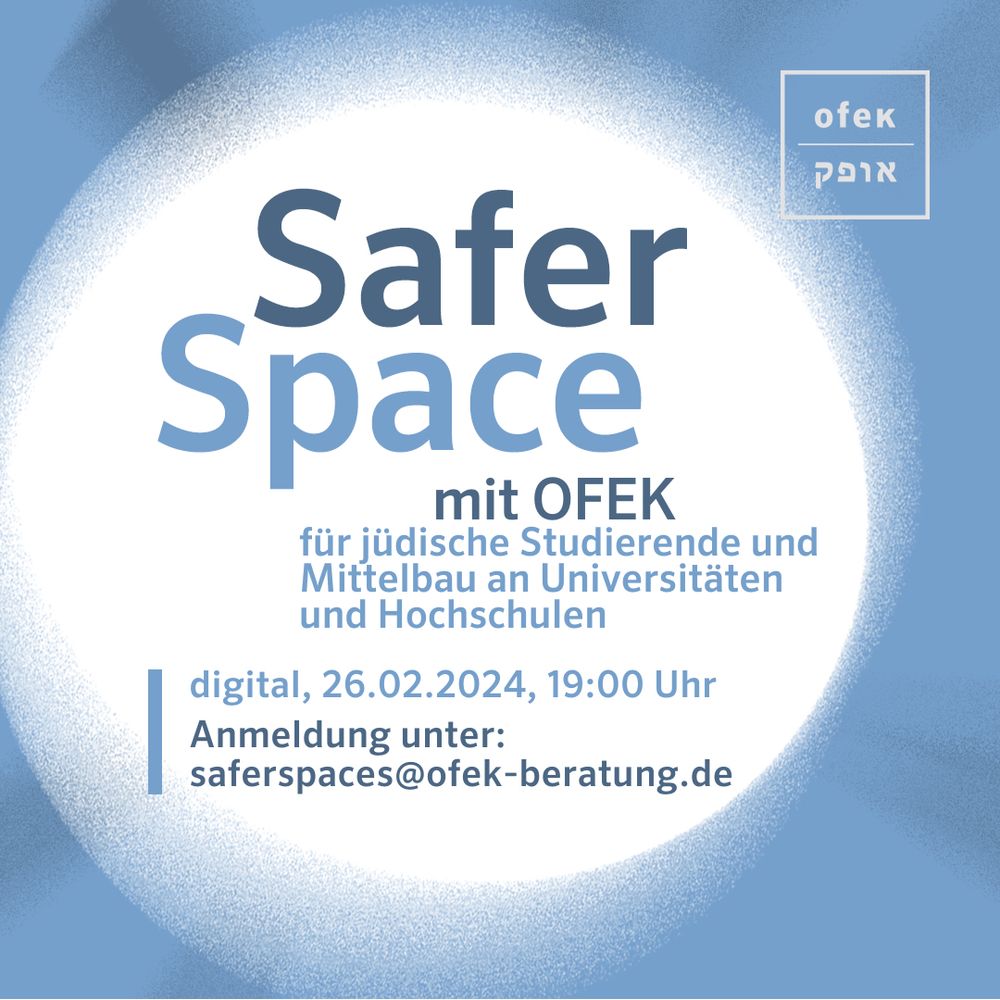 ofek
אופק
Safer
Space
mit OFEK
für jüdische Studierende und
Mittelbau an Universitäten
und Hochschulen
digital, 26.02.2024, 19:00 Uhr
Anmeldung unter:
saferspaces@ofek-beratung.de